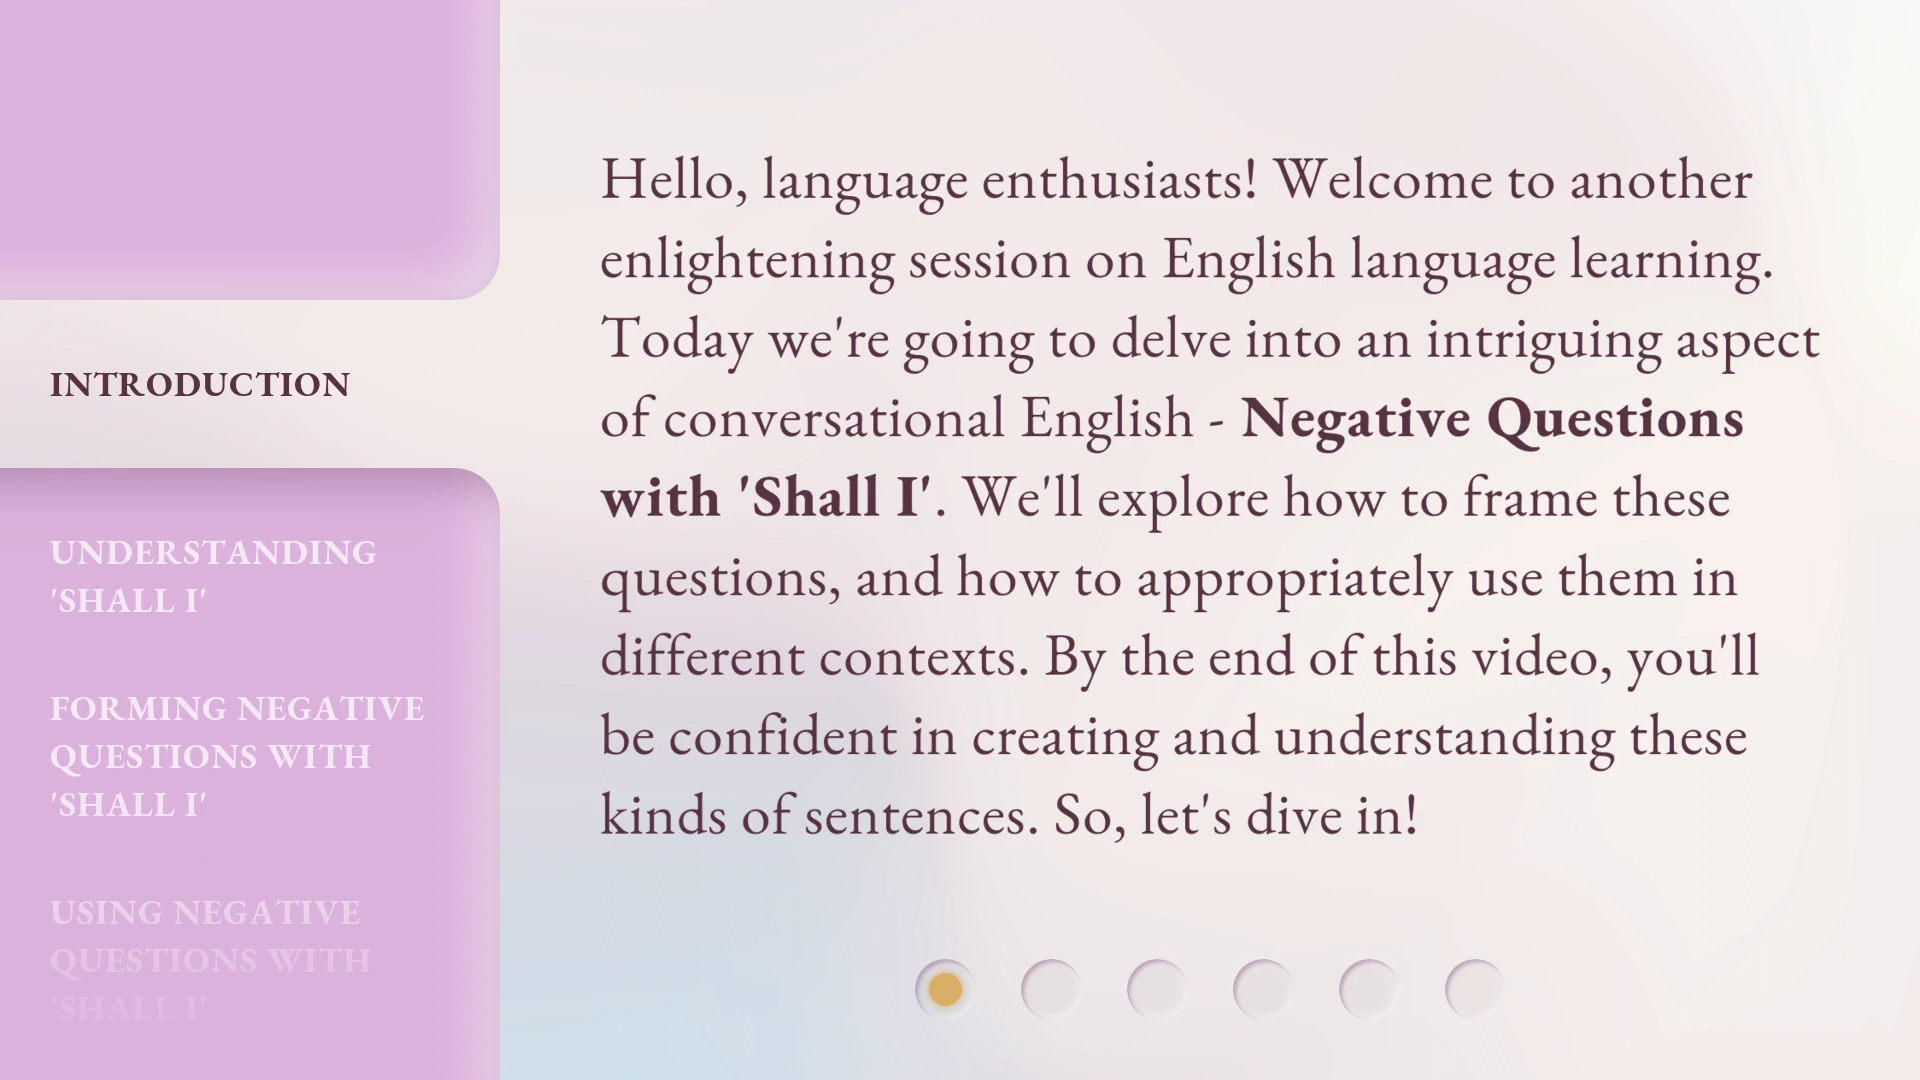 INTRODUCTION
UNDERSTANDING
'SHALL I'
FORMING NEGATIVE
QUESTIONS WITH
'SHALL I'
USING NEGATIVE
QUESTIONS WITH
'SHALL I'
Hello, language enthusiasts! Welcome to another
enlightening session on English language learning.
Today we're going to delve into an intriguing aspect
of conversational English - Negative Questions
with 'Shall I'. We'll explore how to frame these
questions, and how to appropriately use them in
different contexts. By the end of this video, you'll
be confident in creating and understanding these
kinds of sentences. So, let's dive in!